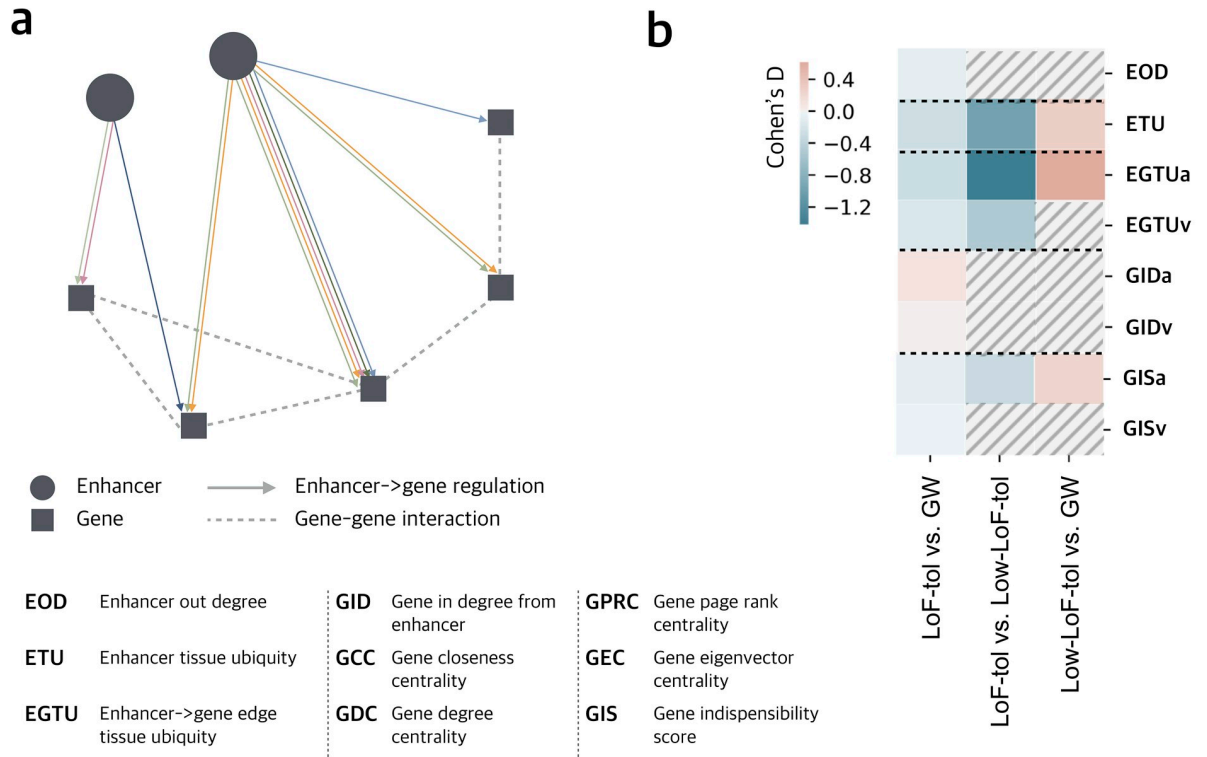 a
Enhancer
Enhancer->gene regulation
Gene
Gene-gene interaction
EOD Enhancer out degree
ETU Enhancer tissue ubiquity
EGTU Enhancer->gene edge
tissue ubiquity
GID Gene in degree from
enhancer
GCC Gene closeness
centrality
GDC Gene degree
centrality
GPRC Gene page rank
centrality
GEC Gene eigenvector
centrality
GIS Gene indispensibility
score
b
Cohen's D
0.4
0.0
−0.4
−0.8
−1.2
EOD
ETU
EGTUa
EGTUv
GIDa
GIDv
GISa
GISv
LoF-tol vs. GW
LoF-tol vs. Low-LoF-tol
Low-LoF-tol vs. GW